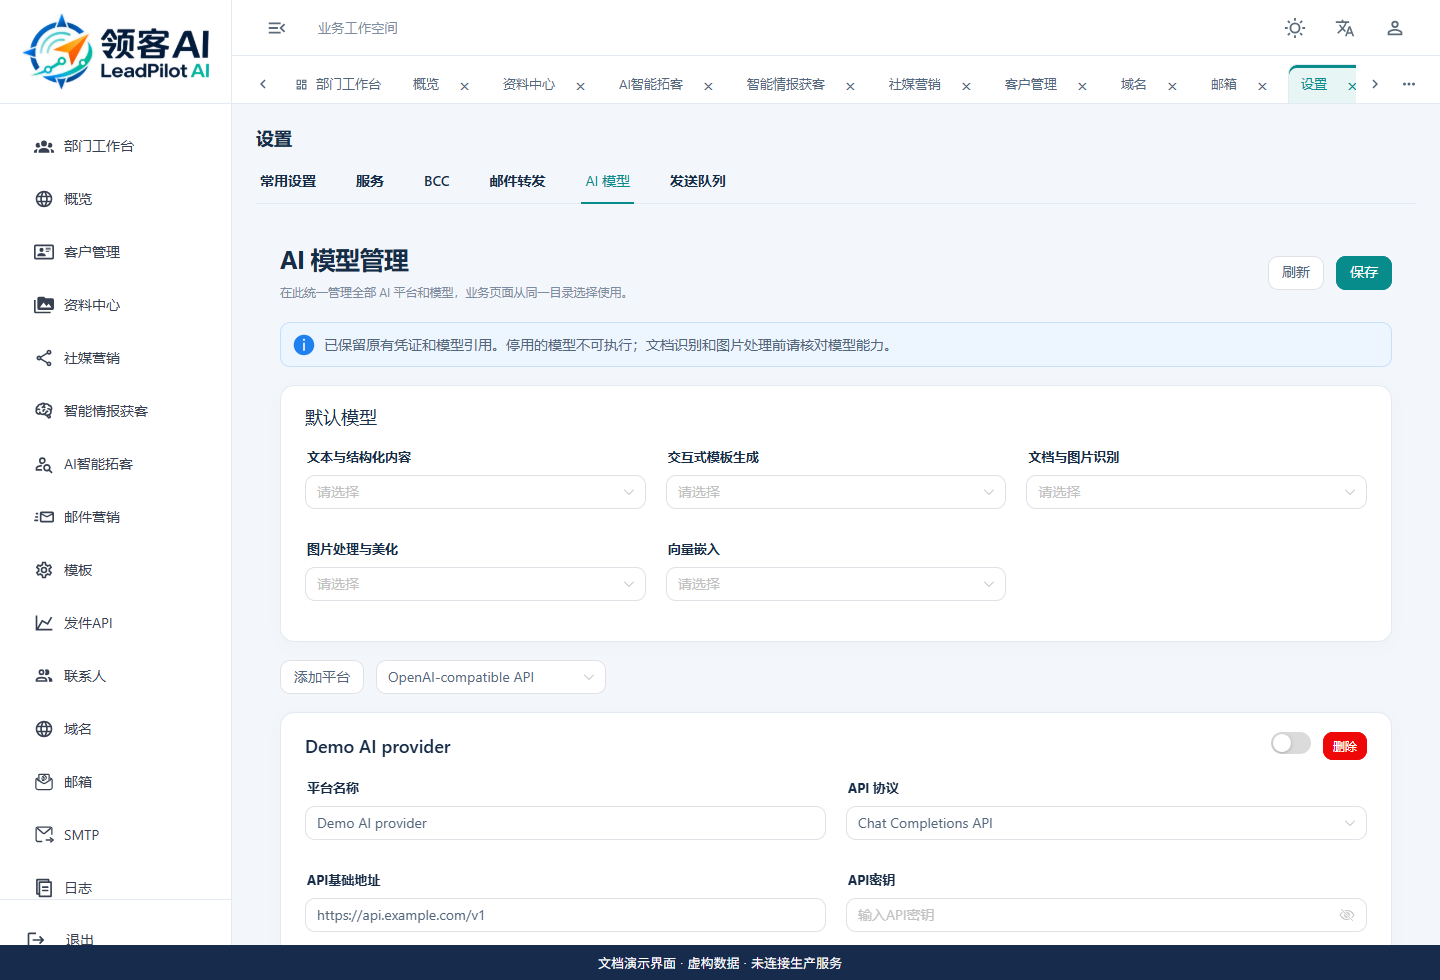 领客AI
LeadPilot AI
业务工作空间
部门工作台
概览
资料中心
AI智能拓客
智能情报获客
社媒营销
客户管理
域名
邮箱
设置
部门工作台
概览
客户管理
资料中心
社媒营销
智能情报获客
AI智能拓客
邮件营销
模板
发件API
联系人
域名
邮箱
SMTP
日志
退出
设置
常用设置
服务
BCC
邮件转发
AI 模型
发送队列
AI 模型管理
在此统一管理全部 AI 平台和模型，业务页面从同一目录选择使用。
刷新
保存
已保留原有凭证和模型引用。停用的模型不可执行；文档识别和图片处理前请核对模型能力。
默认模型
文本与结构化内容
交互式模板生成
文档与图片识别
请选择
请选择
请选择
图片处理与美化
向量嵌入
请选择
请选择
添加平台
OpenAI-compatible API
Demo AI provider
删除
平台名称
API 协议
Demo AI provider
Chat Completions API
API基础地址
API密钥
https://api.example.com/v1
输入API密钥
文档演示界面 · 虚构数据 · 未连接生产服务